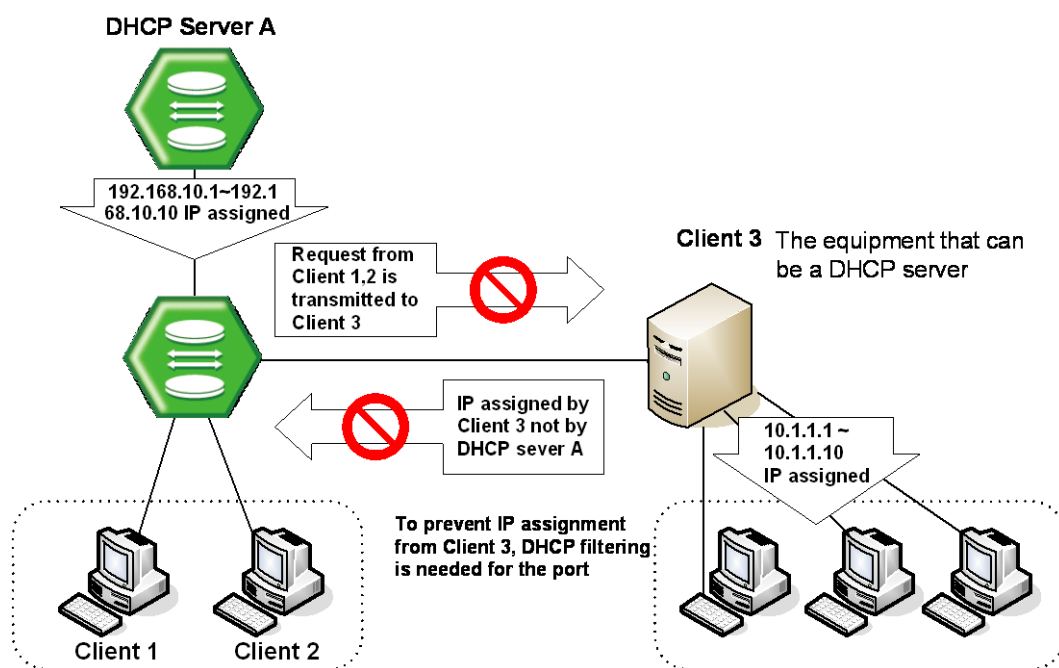 DHCP Server A
192.168.10.1~192.1
68.10.10 IP assigned
Request from
Client 1,2 is
transmitted to
Client 3
Client 3 The equipment that can
be a DHCP server
IP assigned by
Client 3 not by
DHCP sever A
10.1.1.1 ~
10.1.1.10
IP assigned
To prevent IP assignment
from Client 3, DHCP filtering
is needed for the port
Client 1
Client 2